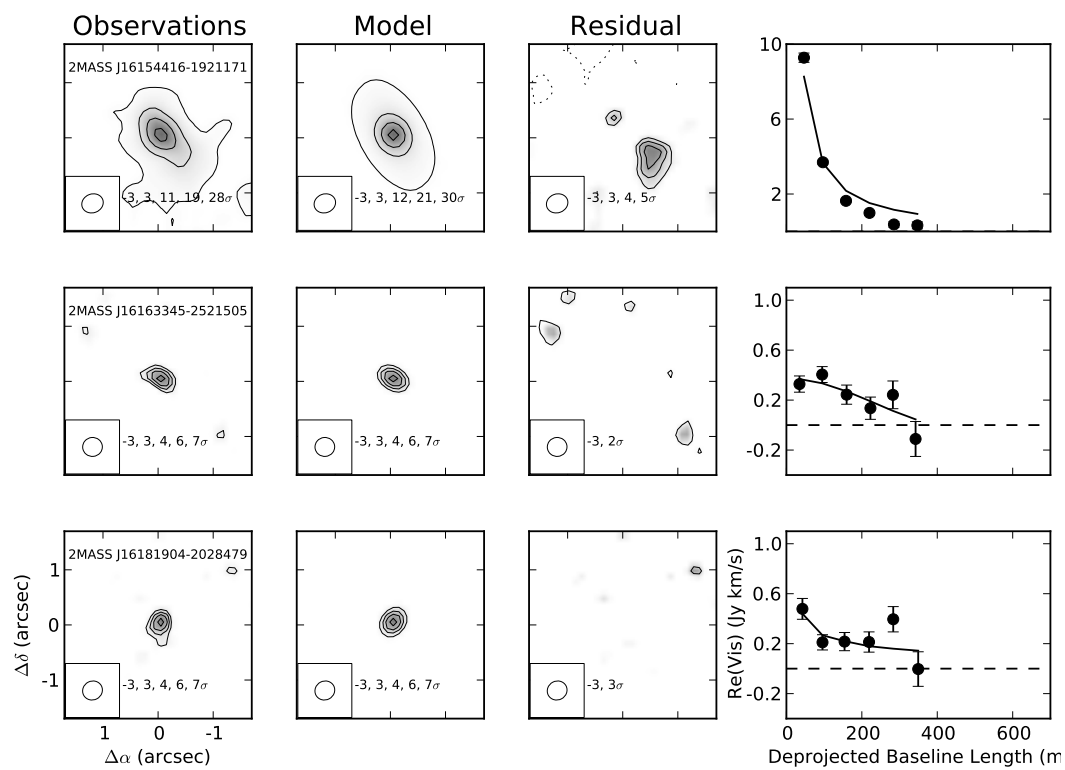 Observations Model Residual
2MASS J16154416-1921171
-3, 3, 11, 19, 28σ
-3, 3, 12, 21, 30σ
-3, 3, 4, 5σ
10
6
2
2MASS J16163345-2521505
-3, 3, 4, 6, 7σ
-3, 3, 4, 6, 7σ
-3, 2σ
1.0
0.6
0.2
-0.2
2MASS J16181904-2028479
-3, 3, 4, 6, 7σ
-3, 3, 4, 6, 7σ
-3, 3σ
1
0
-1
Δδ (arcsec)
1 0 -1
Δα (arcsec)
Re(Vis) (Jy km/s)
1.0
0.6
0.2
-0.2
0 200 400 600
Deprojected Baseline Length (m